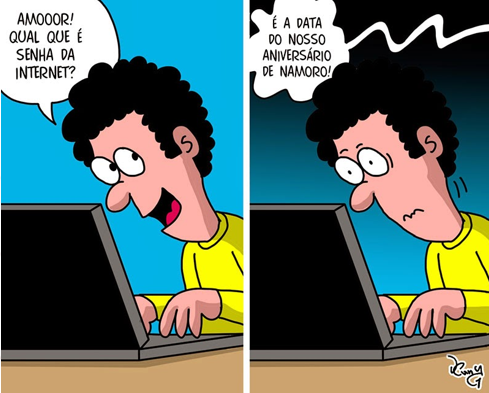 AMOOOR!
QUAL QUE É
SENHA DA
INTERNET?
É A DATA
DO NOSSO
ANIVERSÁRIO
DE NAMORO!